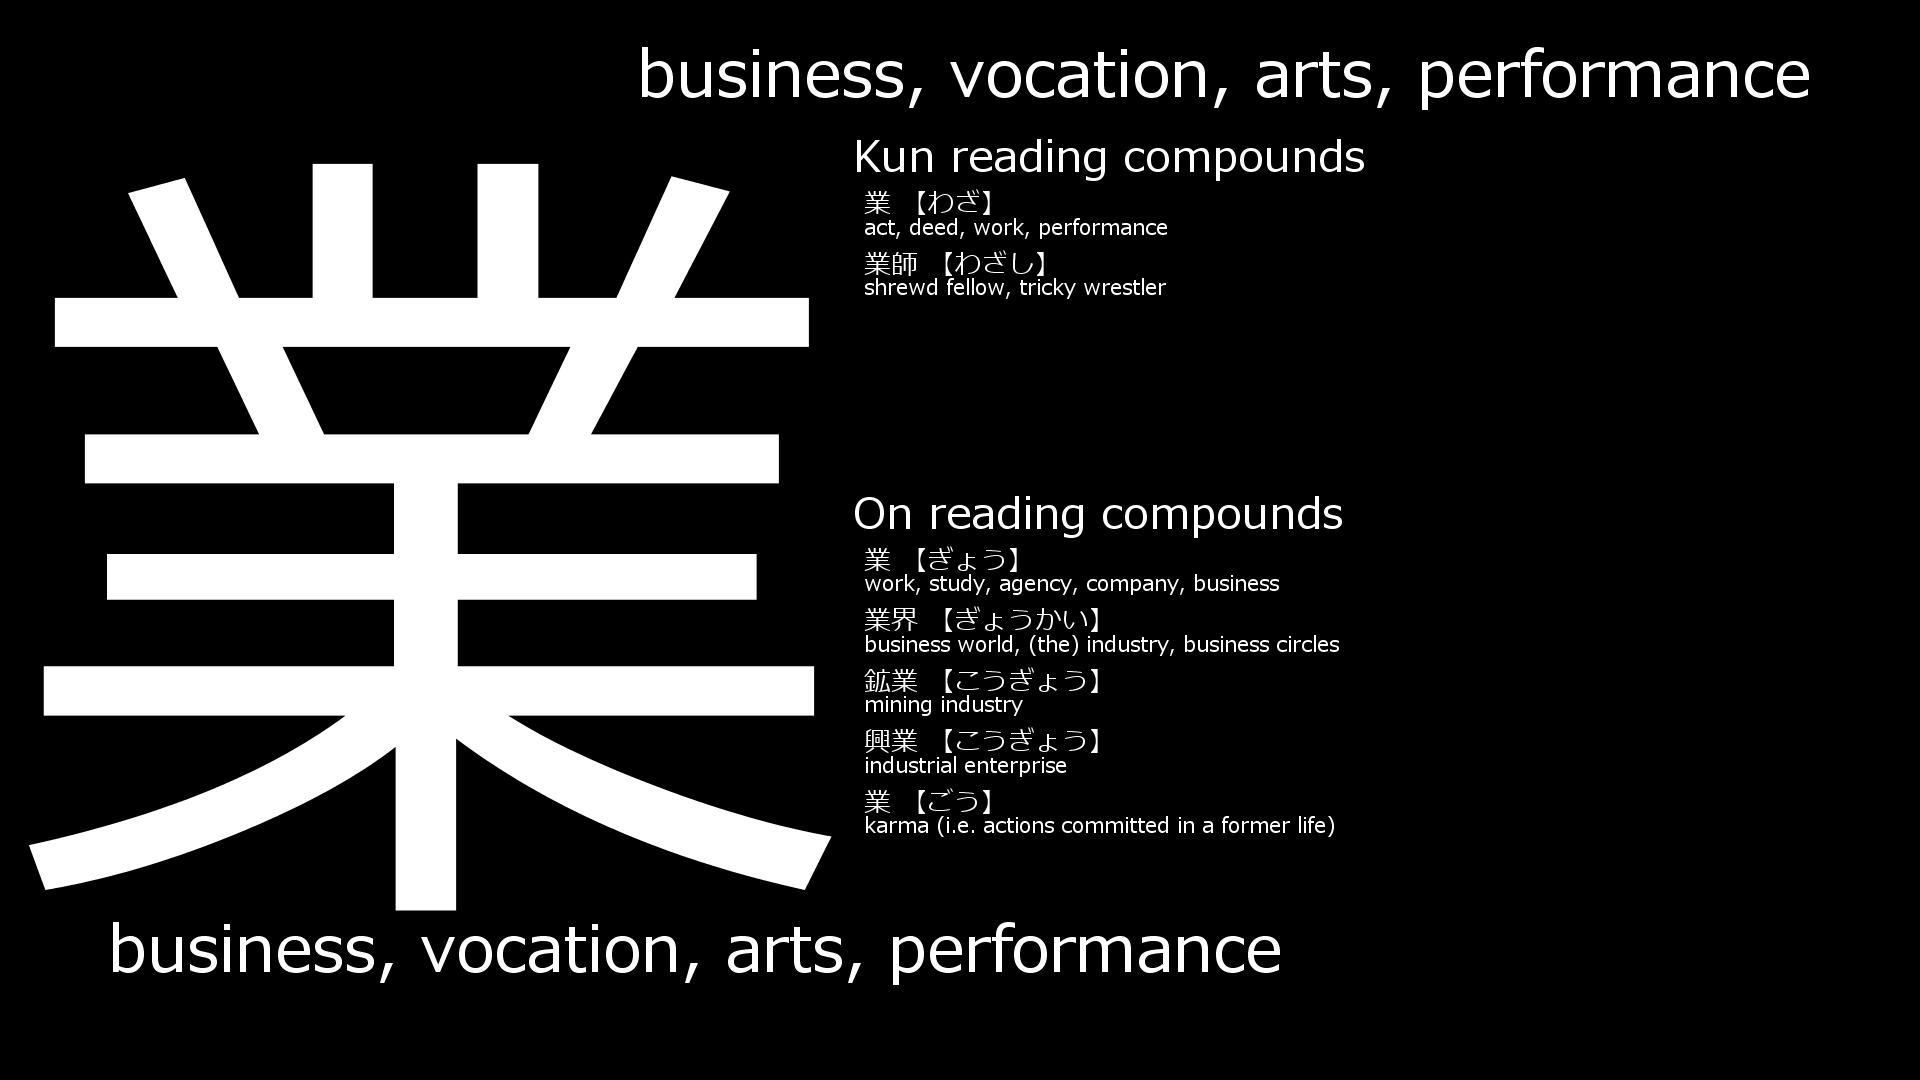 business, vocation, arts, performance
業
Kun reading compounds
業 【わざ】
act, deed, work, performance
業師 【わざし】
shrewd fellow, tricky wrestler
On reading compounds
業 【ぎょう】
work, study, agency, company, business
業界 【ぎょうかい】
business world, (the) industry, business circles
鉱業 【こうぎょう】
mining industry
興業 【こうぎょう】
industrial enterprise
業 【ごう】
karma (i.e. actions committed in a former life)
business, vocation, arts, performance